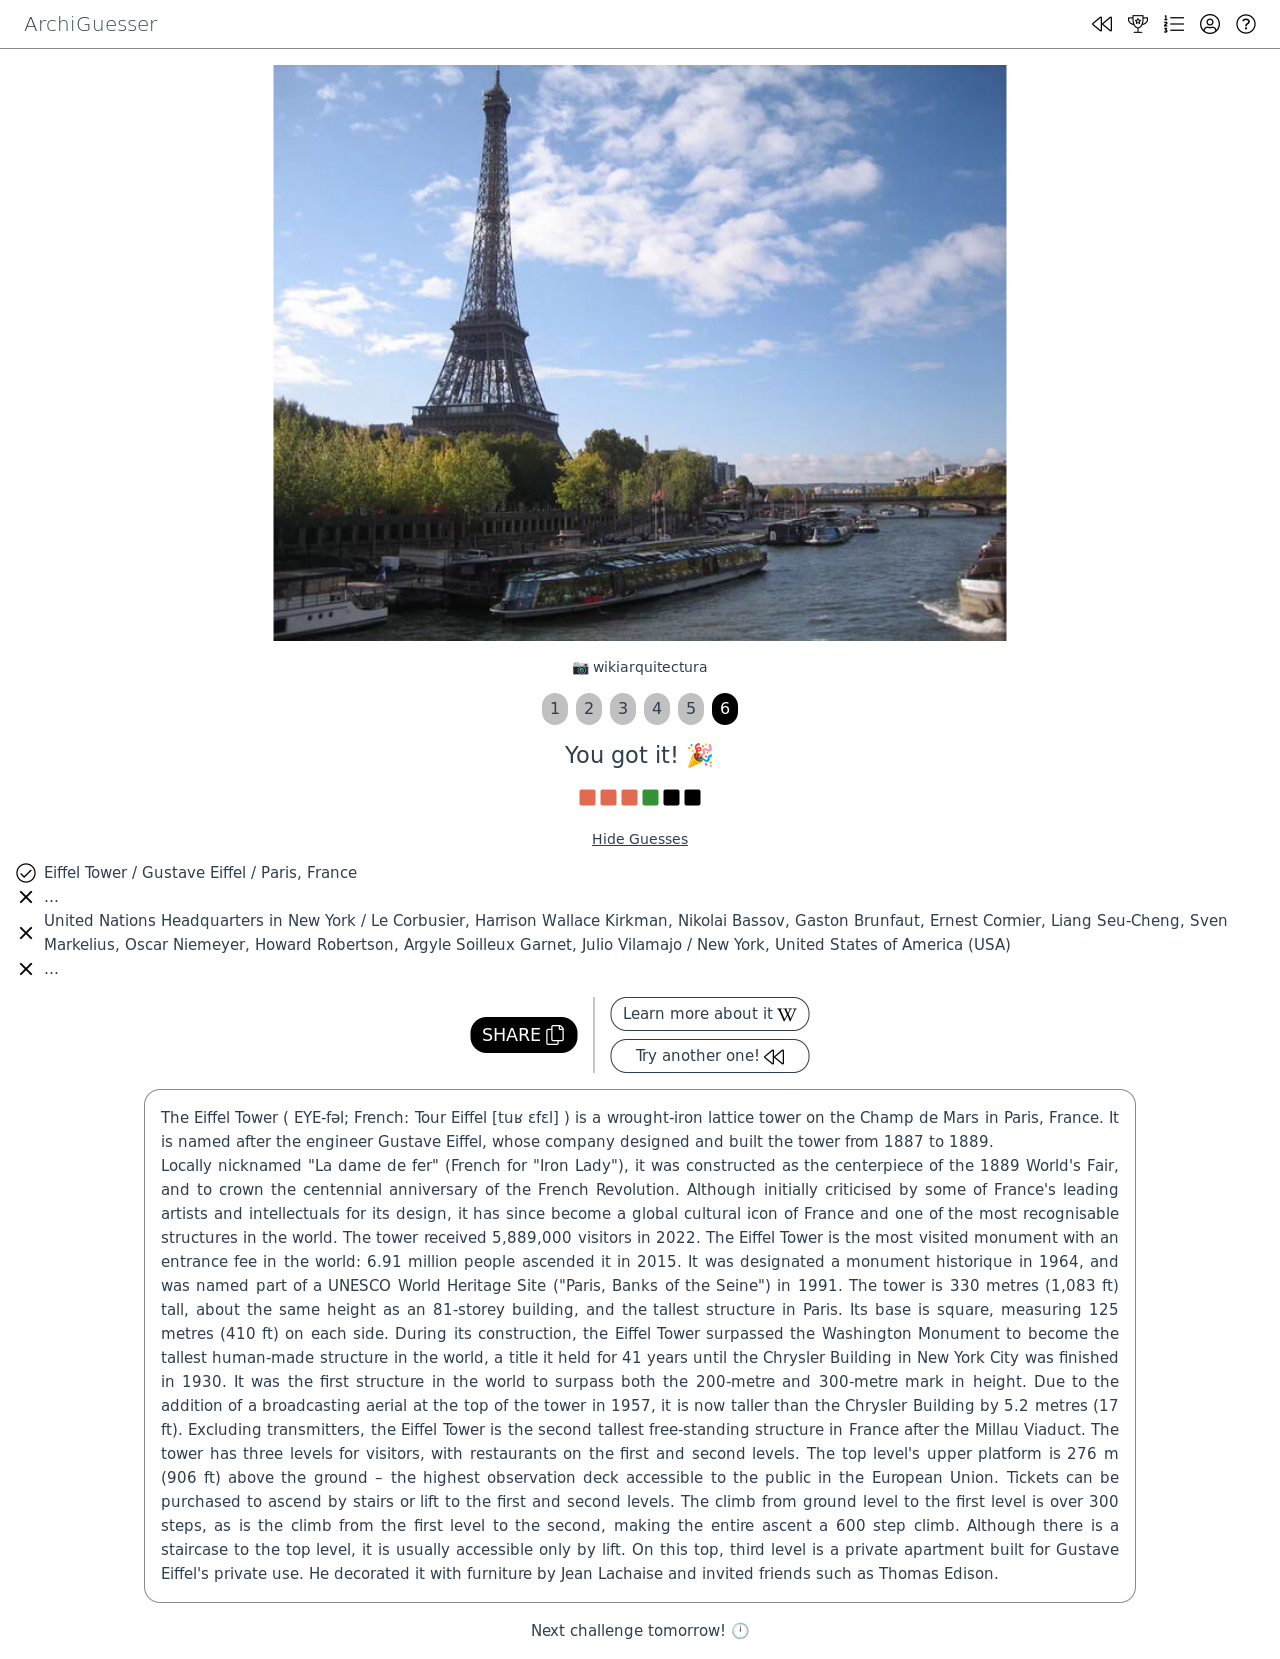 ArchiGuesser
📷 wikiarquitectura
1 2 3 4 5 6
You got it! 🎉
Hide Guesses
Eiffel Tower / Gustave Eiffel / Paris, France
...
United Nations Headquarters in New York / Le Corbusier, Harrison Wallace Kirkman, Nikolai Bassov, Gaston Brunfaut, Ernest Cormier, Liang Seu-Cheng, Sven
Markelius, Oscar Niemeyer, Howard Robertson, Argyle Soilleux Garnet, Julio Vilamajo / New York, United States of America (USA)
...
SHARE
Learn more about it W
Try another one!
The Eiffel Tower ( EYE-fəl; French: Tour Eiffel [tuʁ ɛfɛl] ) is a wrought-iron lattice tower on the Champ de Mars in Paris, France. It
is named after the engineer Gustave Eiffel, whose company designed and built the tower from 1887 to 1889.
Locally nicknamed "La dame de fer" (French for "Iron Lady"), it was constructed as the centerpiece of the 1889 World's Fair,
and to crown the centennial anniversary of the French Revolution. Although initially criticised by some of France's leading
artists and intellectuals for its design, it has since become a global cultural icon of France and one of the most recognisable
structures in the world. The tower received 5,889,000 visitors in 2022. The Eiffel Tower is the most visited monument with an
entrance fee in the world: 6.91 million people ascended it in 2015. It was designated a monument historique in 1964, and
was named part of a UNESCO World Heritage Site ("Paris, Banks of the Seine") in 1991. The tower is 330 metres (1,083 ft)
tall, about the same height as an 81-storey building, and the tallest structure in Paris. Its base is square, measuring 125
metres (410 ft) on each side. During its construction, the Eiffel Tower surpassed the Washington Monument to become the
tallest human-made structure in the world, a title it held for 41 years until the Chrysler Building in New York City was finished
in 1930. It was the first structure in the world to surpass both the 200-metre and 300-metre mark in height. Due to the
addition of a broadcasting aerial at the top of the tower in 1957, it is now taller than the Chrysler Building by 5.2 metres (17
ft). Excluding transmitters, the Eiffel Tower is the second tallest free-standing structure in France after the Millau Viaduct. The
tower has three levels for visitors, with restaurants on the first and second levels. The top level's upper platform is 276 m
(906 ft) above the ground – the highest observation deck accessible to the public in the European Union. Tickets can be
purchased to ascend by stairs or lift to the first and second levels. The climb from ground level to the first level is over 300
steps, as is the climb from the first level to the second, making the entire ascent a 600 step climb. Although there is a
staircase to the top level, it is usually accessible only by lift. On this top, third level is a private apartment built for Gustave
Eiffel's private use. He decorated it with furniture by Jean Lachaise and invited friends such as Thomas Edison.
Next challenge tomorrow! 🕛